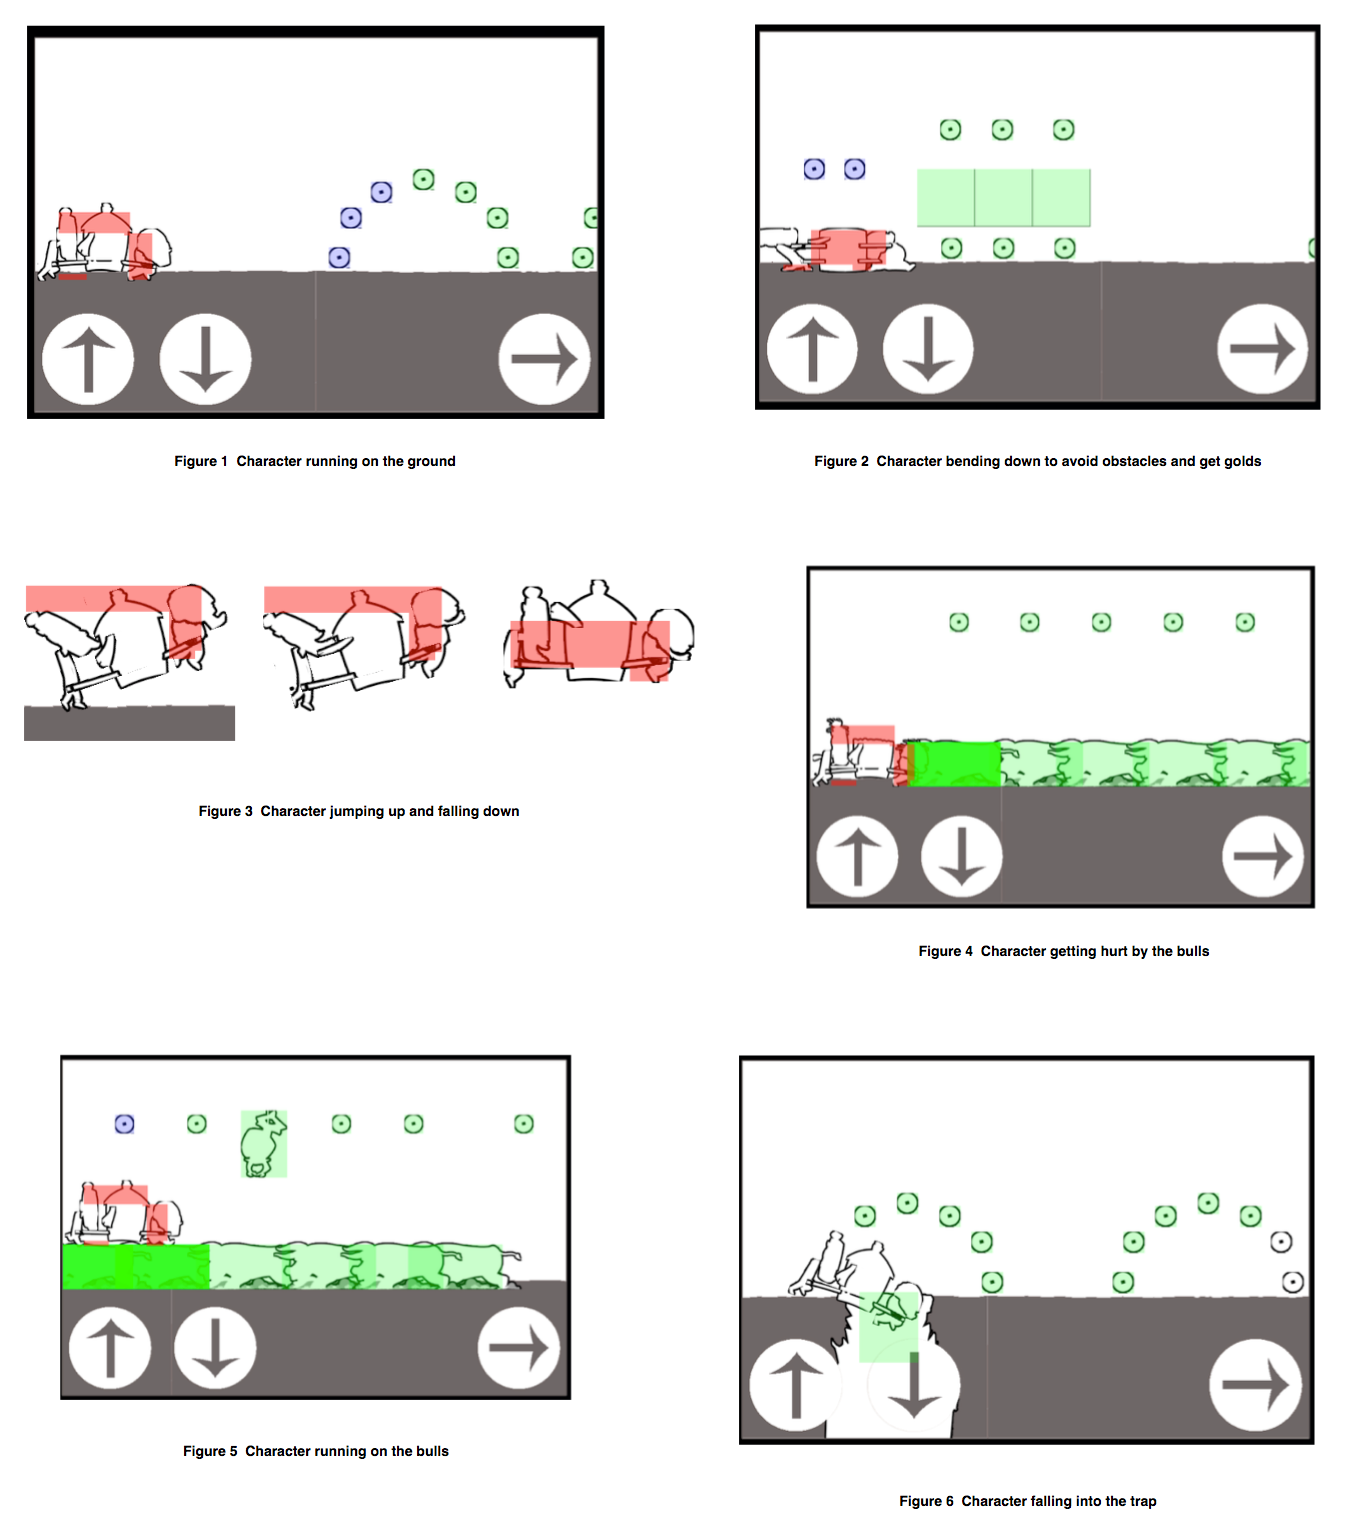 Figure 1  Character running on the ground
Figure 2  Character bending down to avoid obstacles and get golds
Figure 3  Character jumping up and falling down
Figure 4  Character getting hurt by the bulls
Figure 5  Character running on the bulls
Figure 6  Character falling into the trap